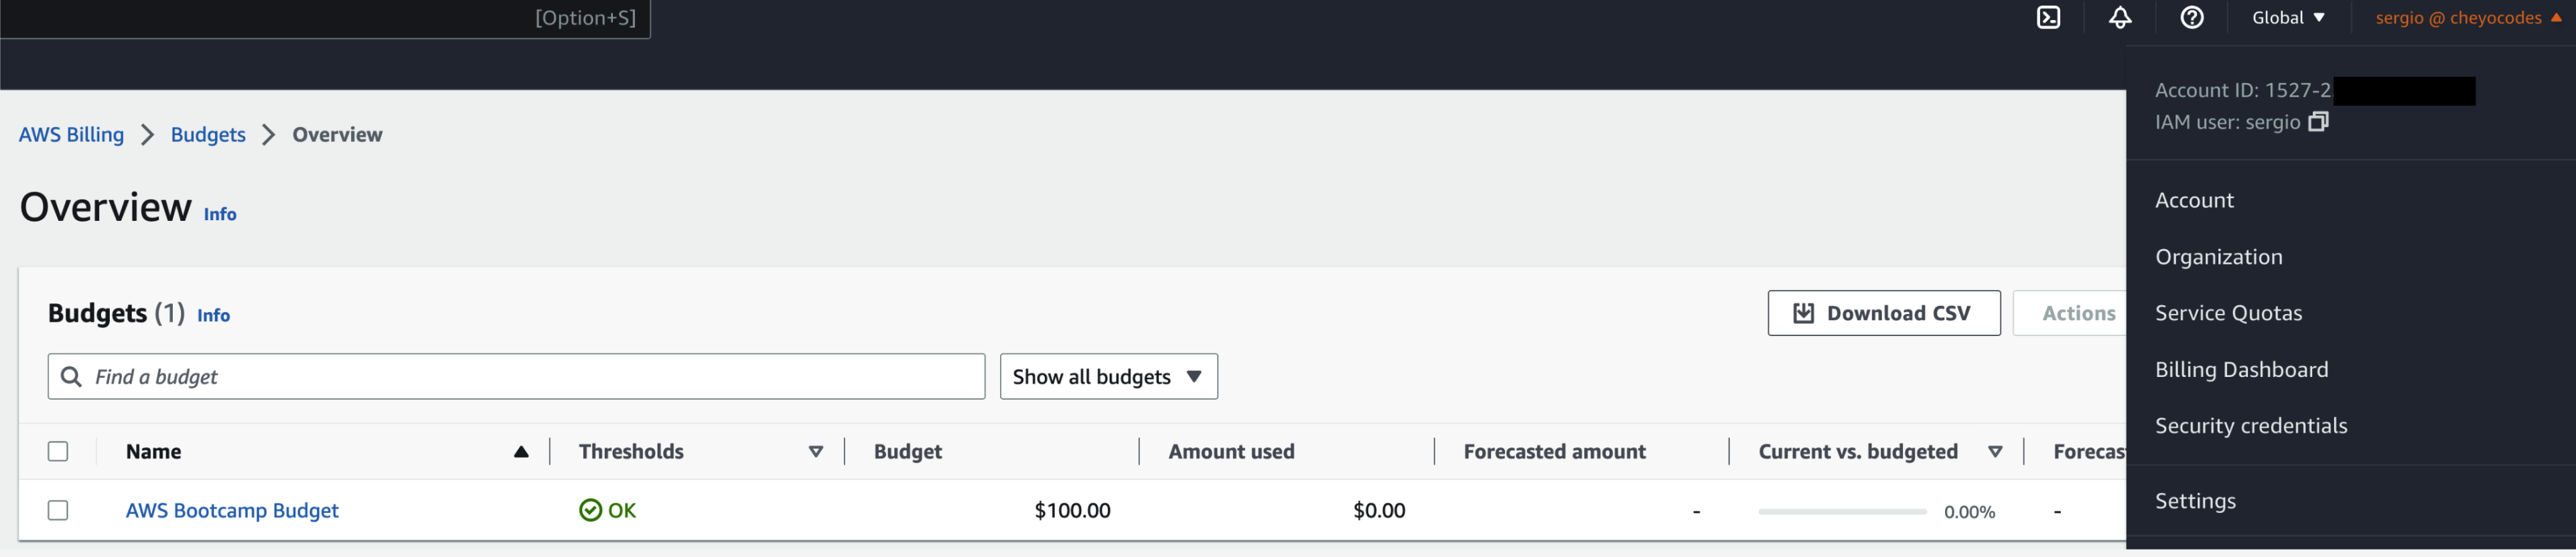 [Option+S]
Global
sergio @ cheyocodes
Account ID: 1527-2
IAM user: sergio
Account
Organization
Service Quotas
Billing Dashboard
Security credentials
Settings
AWS Billing > Budgets > Overview
Overview Info
Budgets (1) Info
Download CSV
Actions
Find a budget
Show all budgets
Name Thresholds Budget Amount used Forecasted amount Current vs. budgeted Forecas
AWS Bootcamp Budget OK $100.00 $0.00 - 0.00% -